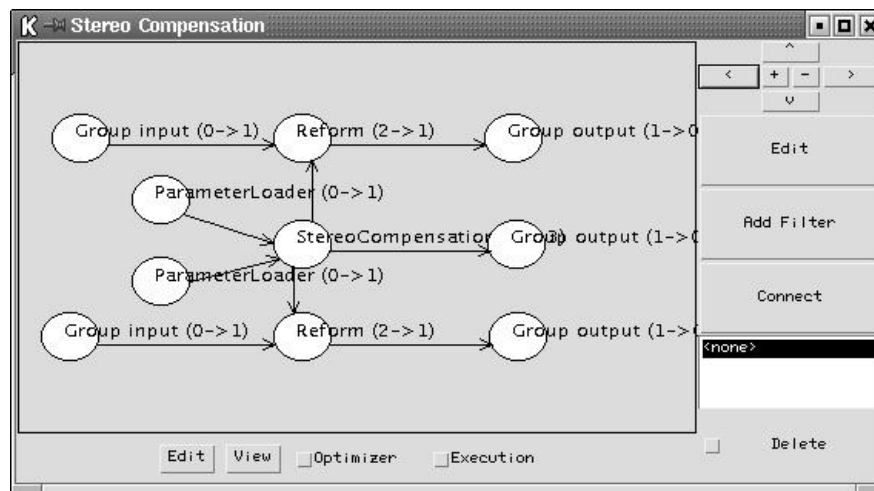 K Stereo Compensation
^
< + - >
v
Group input (0->1) Reform (2->1) Group output (1->0
ParameterLoader (0->1)
StereoCompensation 3) Group output (1->0
ParameterLoader (0->1)
Group input (0->1) Reform (2->1) Group output (1->0
Edit
Add Filter
Connect
<none>
Delete
Edit View Optimizer Execution